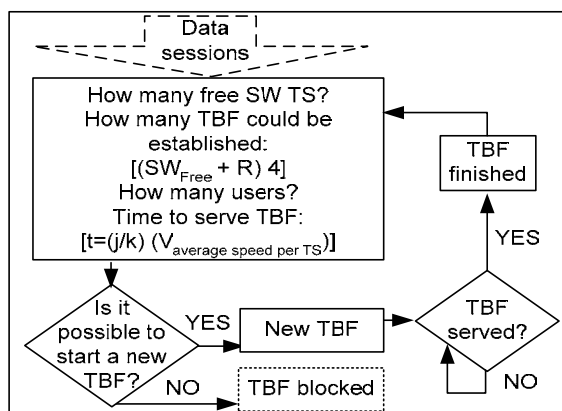 Data
sessions
How many free SW TS?
How many TBF could be
established:
[(SW_Free + R) 4]
How many users?
Time to serve TBF:
[t=(j/k) (V_average speed per TS)]
TBF
finished
YES
Is it
possible to
start a new
TBF?
YES
New TBF
TBF
served?
NO
NO
TBF blocked